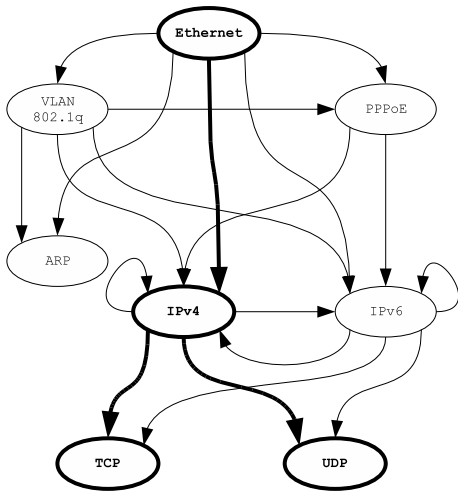 Ethernet
VLAN
802.1q
PPPoE
ARP
IPv4
IPv6
TCP
UDP